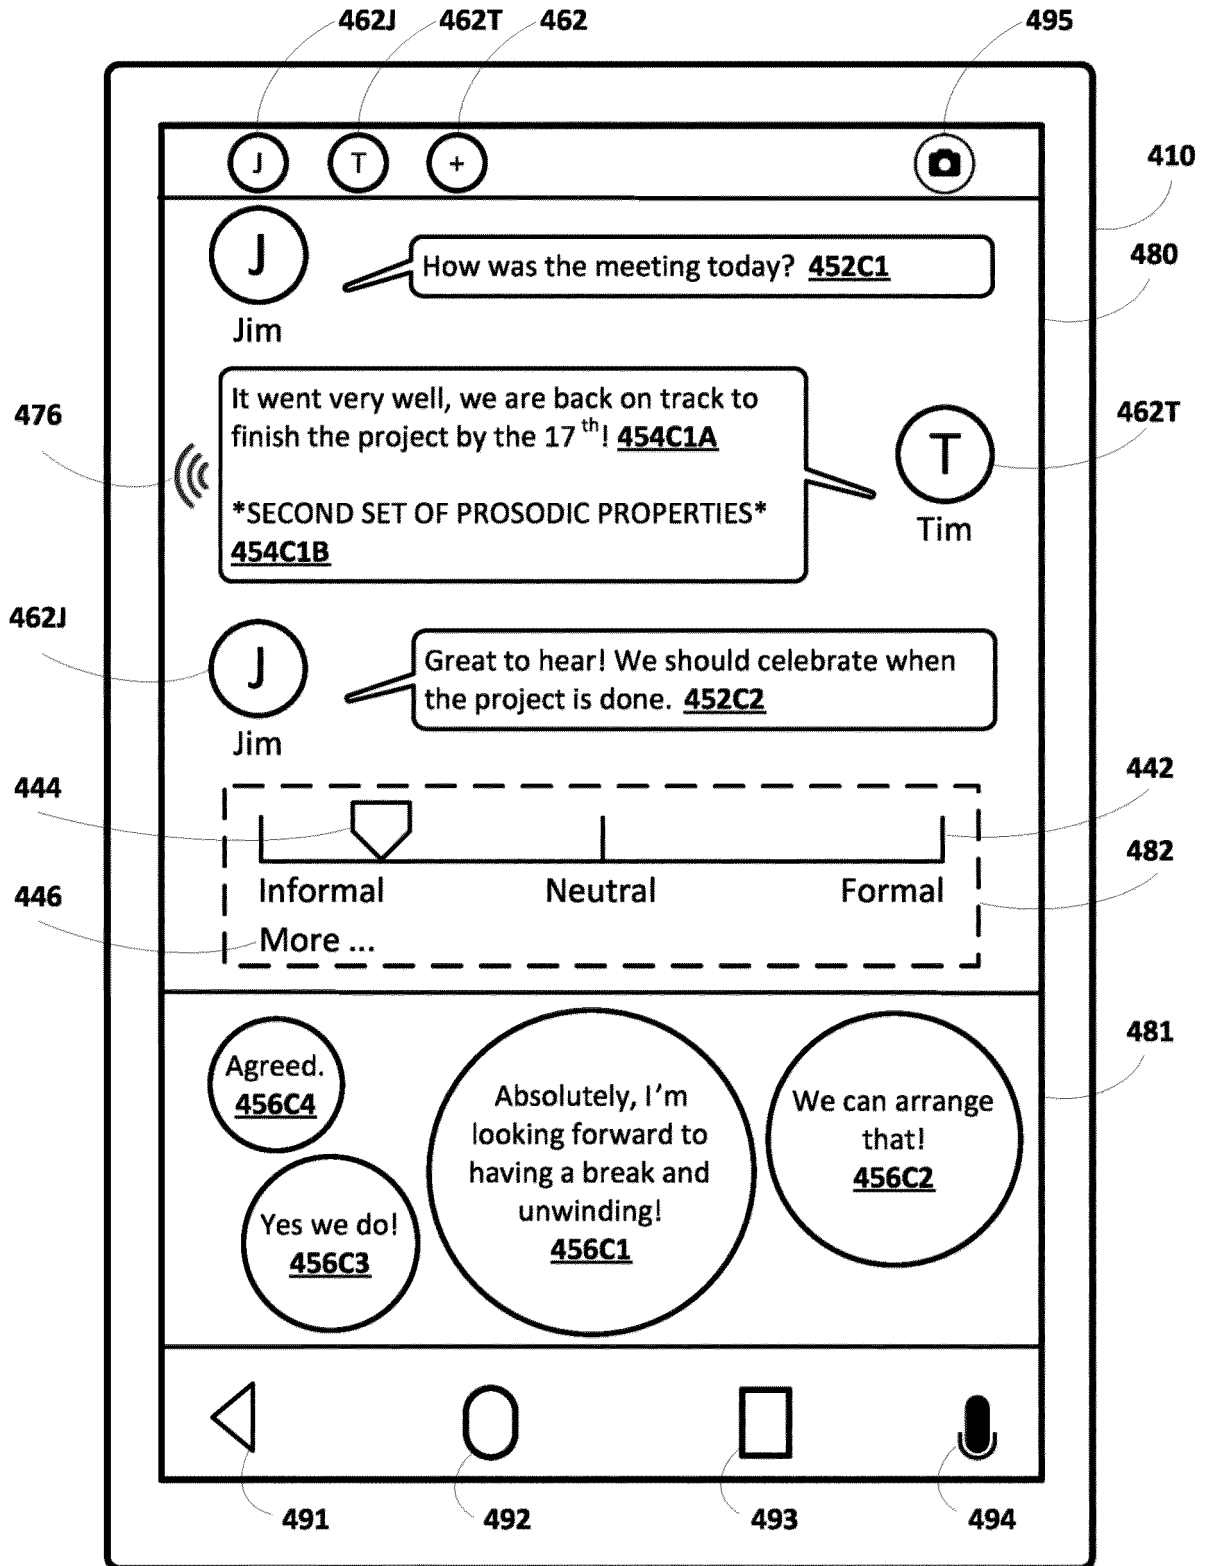 462J 462T 462 495
J T +
410
480
J
Jim
How was the meeting today? 452C1
476
It went very well, we are back on track to
finish the project by the 17 th! 454C1A
*SECOND SET OF PROSODIC PROPERTIES*
454C1B
462T
T
Tim
462J
J
Jim
Great to hear! We should celebrate when
the project is done. 452C2
444
442
482
Informal Neutral Formal
446
More ...
481
Agreed.
456C4
Yes we do!
456C3
Absolutely, I'm
looking forward to
having a break and
unwinding!
456C1
We can arrange
that!
456C2
491 492 493 494